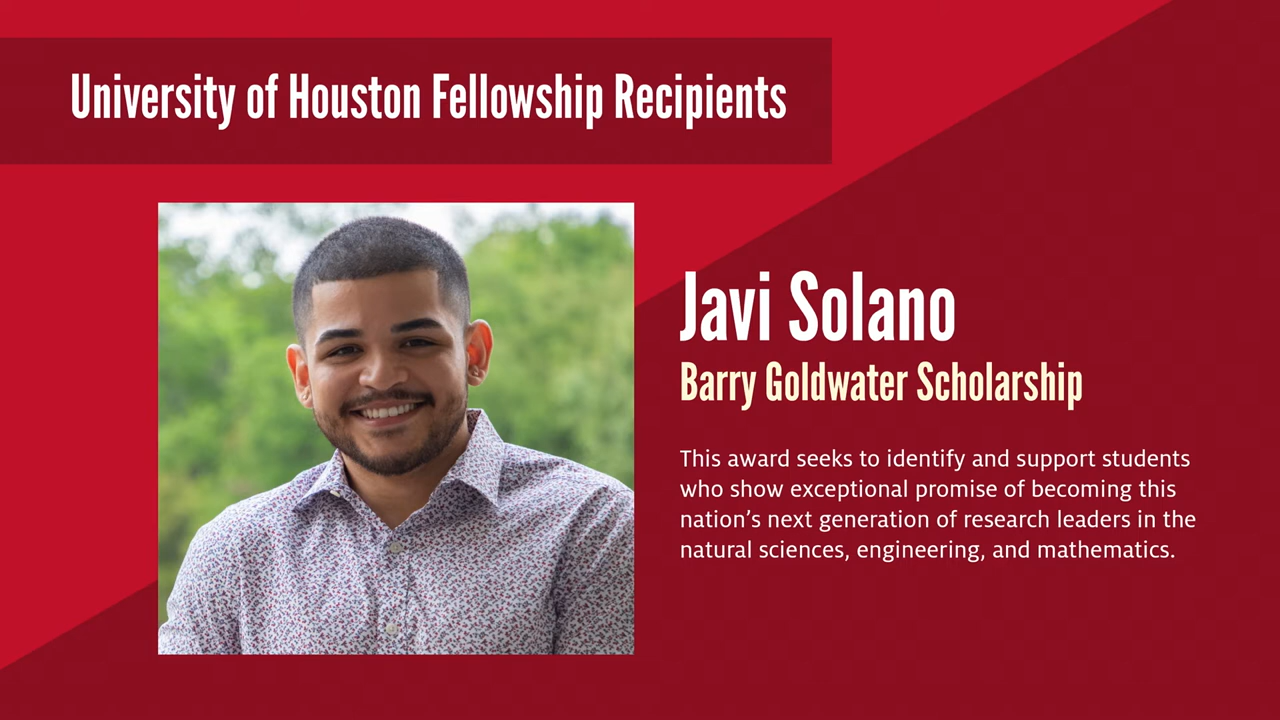 University of Houston Fellowship Recipients
Javi Solano
Barry Goldwater Scholarship
This award seeks to identify and support students
who show exceptional promise of becoming this
nation’s next generation of research leaders in the
natural sciences, engineering, and mathematics.